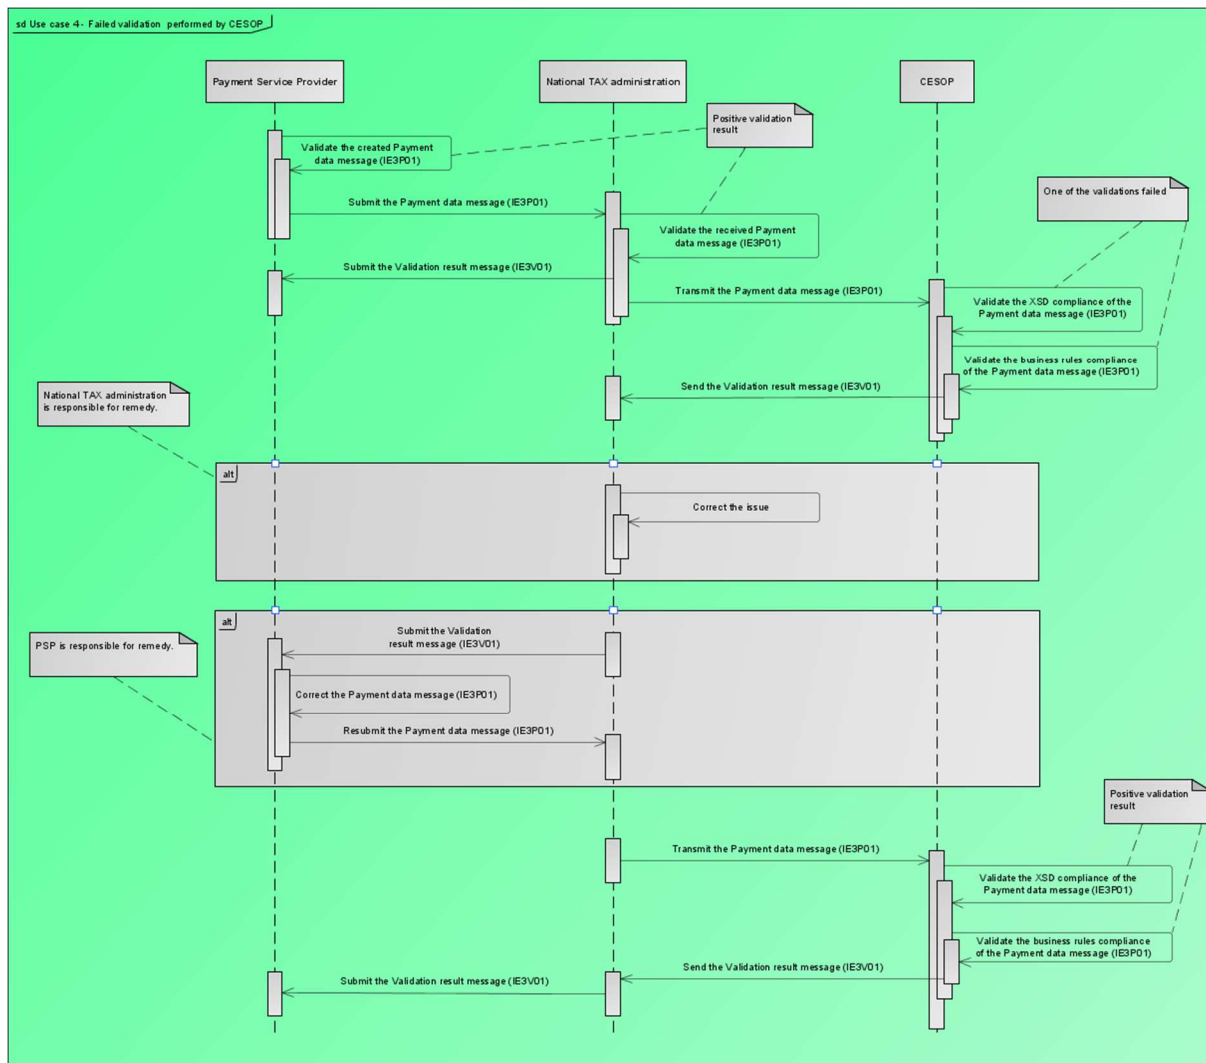 sd Use case 4- Failed validation performed by CESOP
Payment Service Provider
National TAX administration
CESOP
Positive validation
result
Validate the created Payment
data message (IE3P01)
One of the validations failed
Submit the Payment data message (IE3P01)
Validate the received Payment
data message (IE3P01)
Submit the Validation result message (IE3V01)
Transmit the Payment data message (IE3P01)
Validate the XSD compliance of the
Payment data message (IE3P01)
Validate the business rules compliance
of the Payment data message (IE3P01)
Send the Validation result message (IE3V01)
National TAX administration
is responsible for remedy.
alt
Correct the issue
alt
Submit the Validation
result message (IE3V01)
PSP is responsible for remedy.
Correct the Payment data message (IE3P01)
Resubmit the Payment data message (IE3P01)
Positive validation
result
Transmit the Payment data message (IE3P01)
Validate the XSD compliance of the
Payment data message (IE3P01)
Validate the business rules compliance
of the Payment data message (IE3P01)
Send the Validation result message (IE3V01)
Submit the Validation result message (IE3V01)